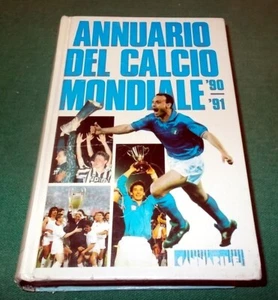 ANNUARIO
DEL CALCIO
MONDIALE '90
'91